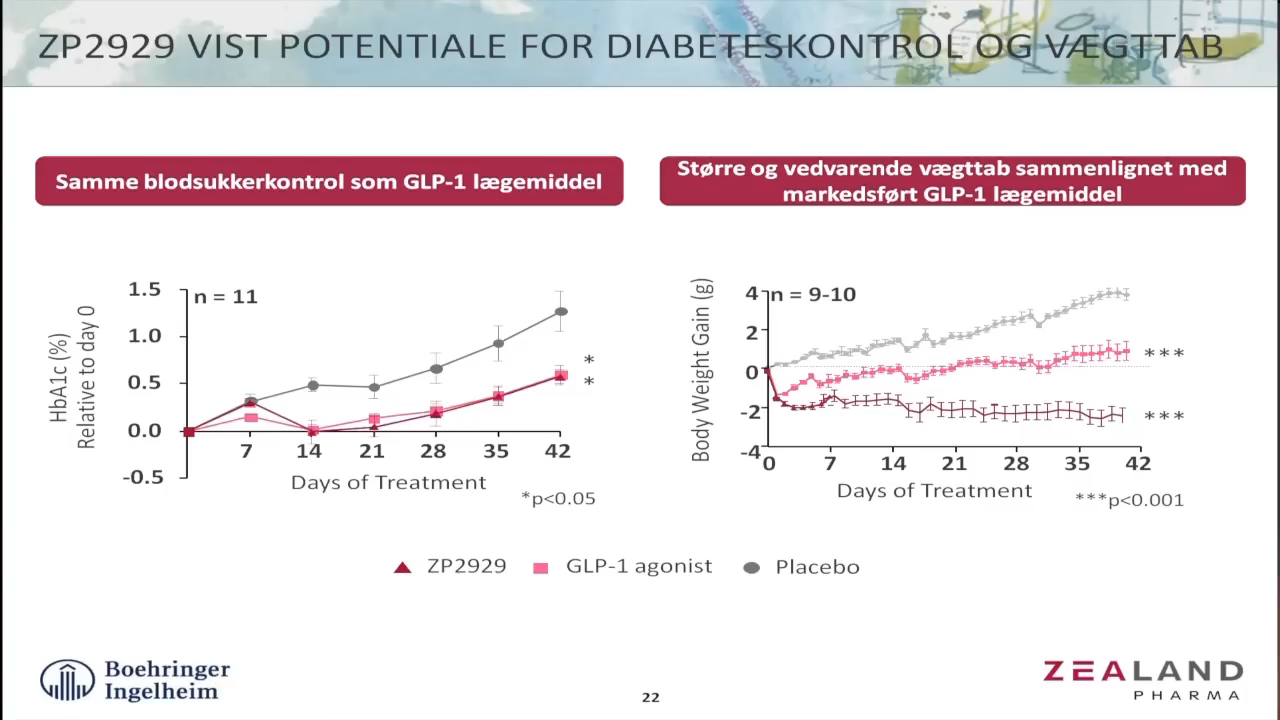 ZP2929 VIST POTENTIALE FOR DIABETESKONTROL OG VÆGTTAB
Samme blodsukkerkontrol som GLP-1 lægemiddel
Større og vedvarende vægttab sammenlignet med
markedsført GLP-1 lægemiddel
HbA1c (%)
Relative to day 0
1.5
1.0
0.5
0.0
-0.5
n = 11
*
*
7 14 21 28 35 42
Days of Treatment
*p<0.05
Body Weight Gain (g)
4
2
0
-2
-4
n = 9-10
***
***
0 7 14 21 28 35 42
Days of Treatment
***p<0.001
ZP2929 GLP-1 agonist Placebo
Boehringer
Ingelheim
22
ZEALAND
PHARMA